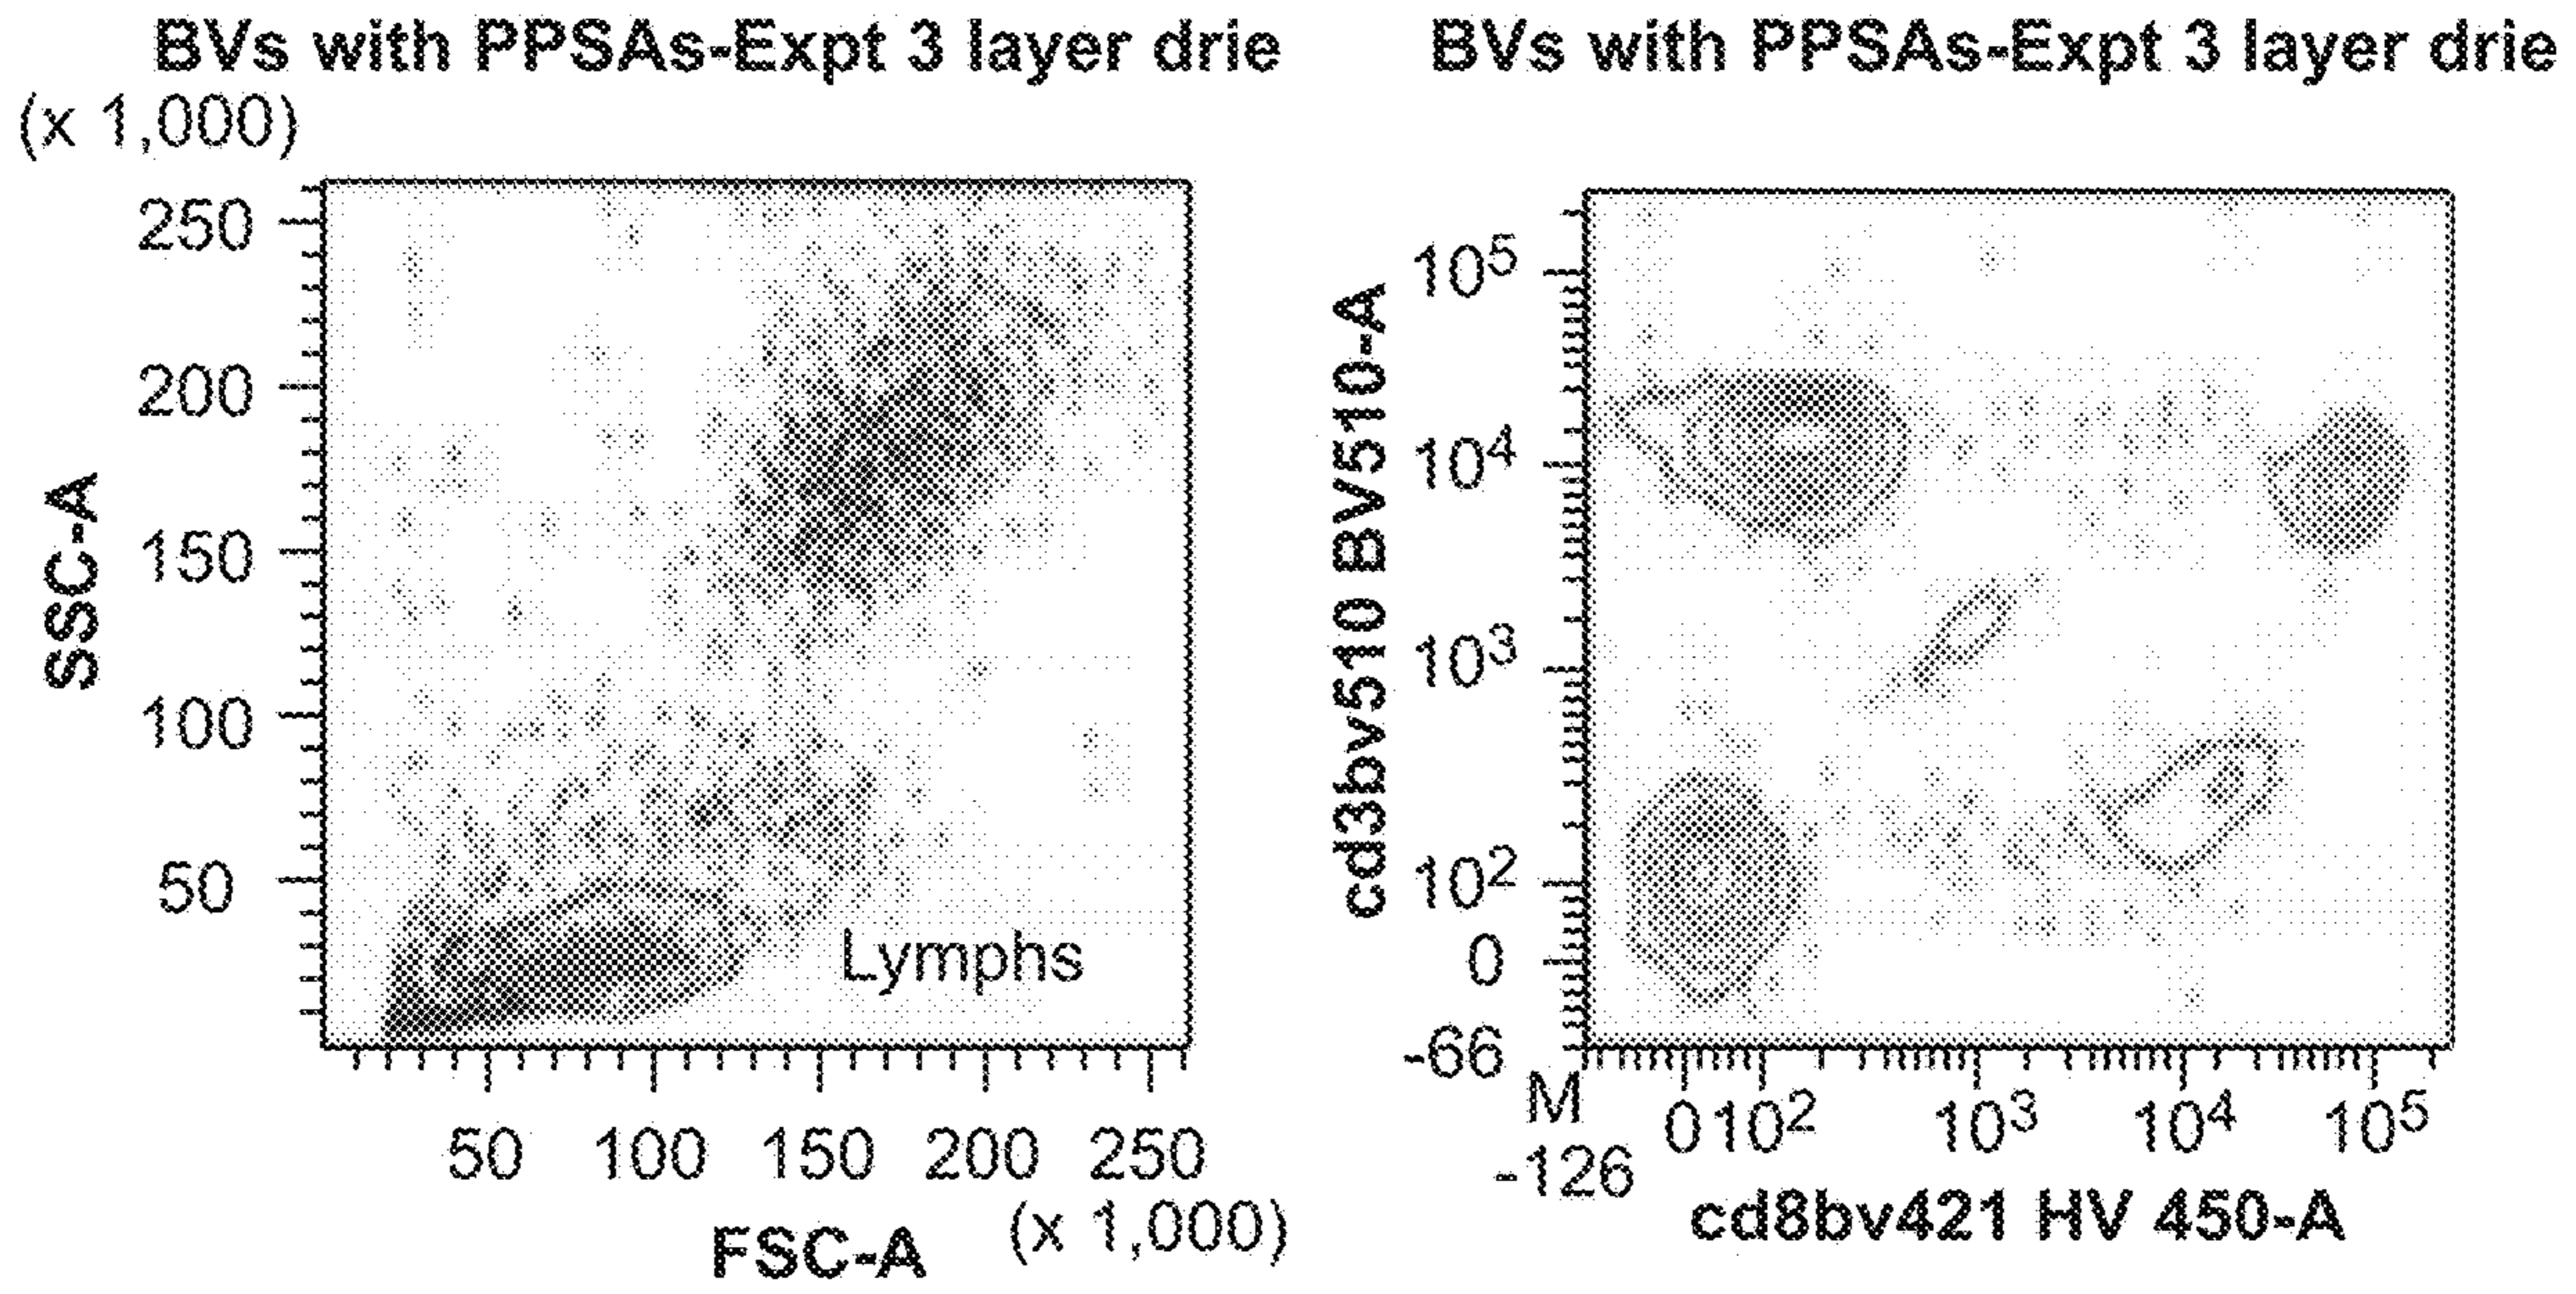 BVs with PPSAs-Expt 3 layer drie
(x 1,000)
250
200
150
100
50
SSC-A
Lymphs
50 100 150 200 250
(x 1,000)
FSC-A
BVs with PPSAs-Expt 3 layer drie
10⁵
10⁴
10³
10²
0
-66
cd3bv510 BV510-A
M
-126
0 10² 10³ 10⁴ 10⁵
cd8bv421 HV 450-A